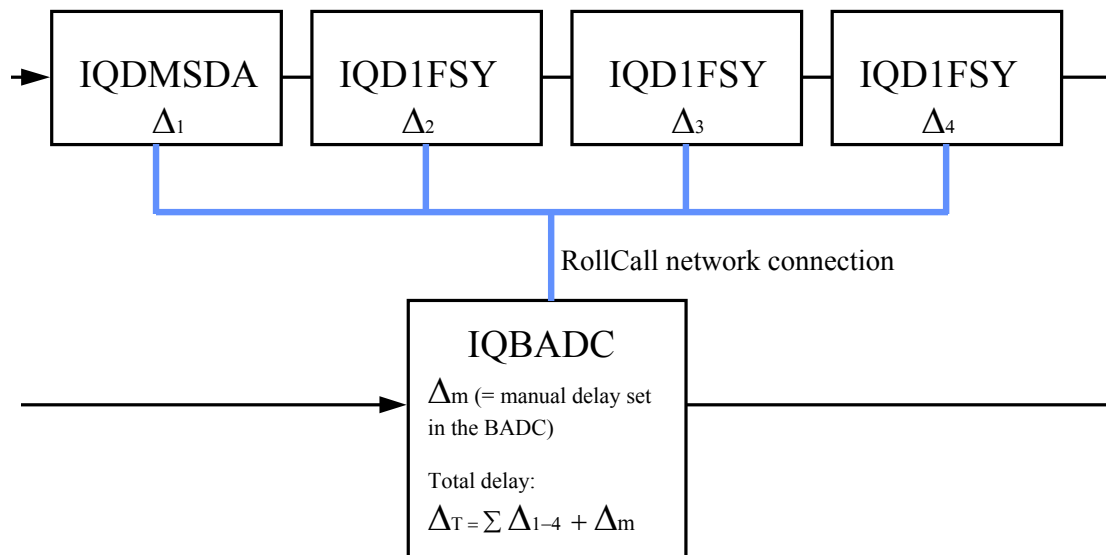 IQDMSDA
Δ1
IQD1FSY
Δ2
IQD1FSY
Δ3
IQD1FSY
Δ4
RollCall network connection
IQBADC
Δm (= manual delay set
in the BADC)
Total delay:
ΔT = ∑ Δ1–4 + Δm